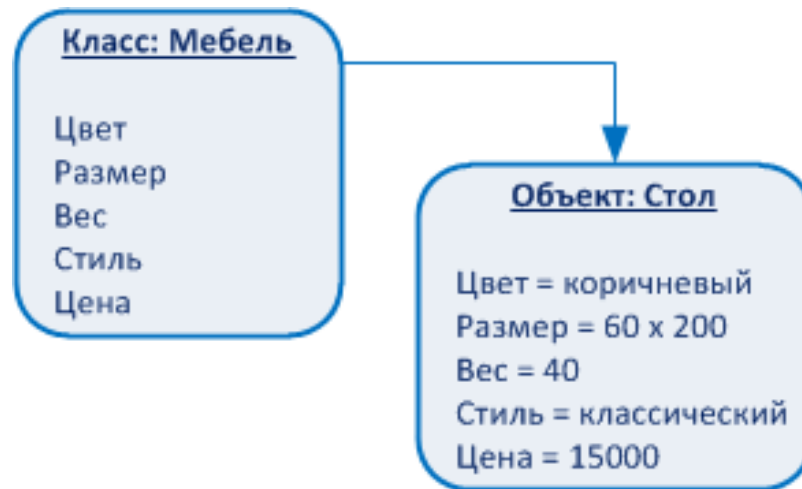 Класс: Мебель
Цвет
Размер
Вес
Стиль
Цена
Объект: Стол
Цвет = коричневый
Размер = 60 x 200
Вес = 40
Стиль = классический
Цена = 15000